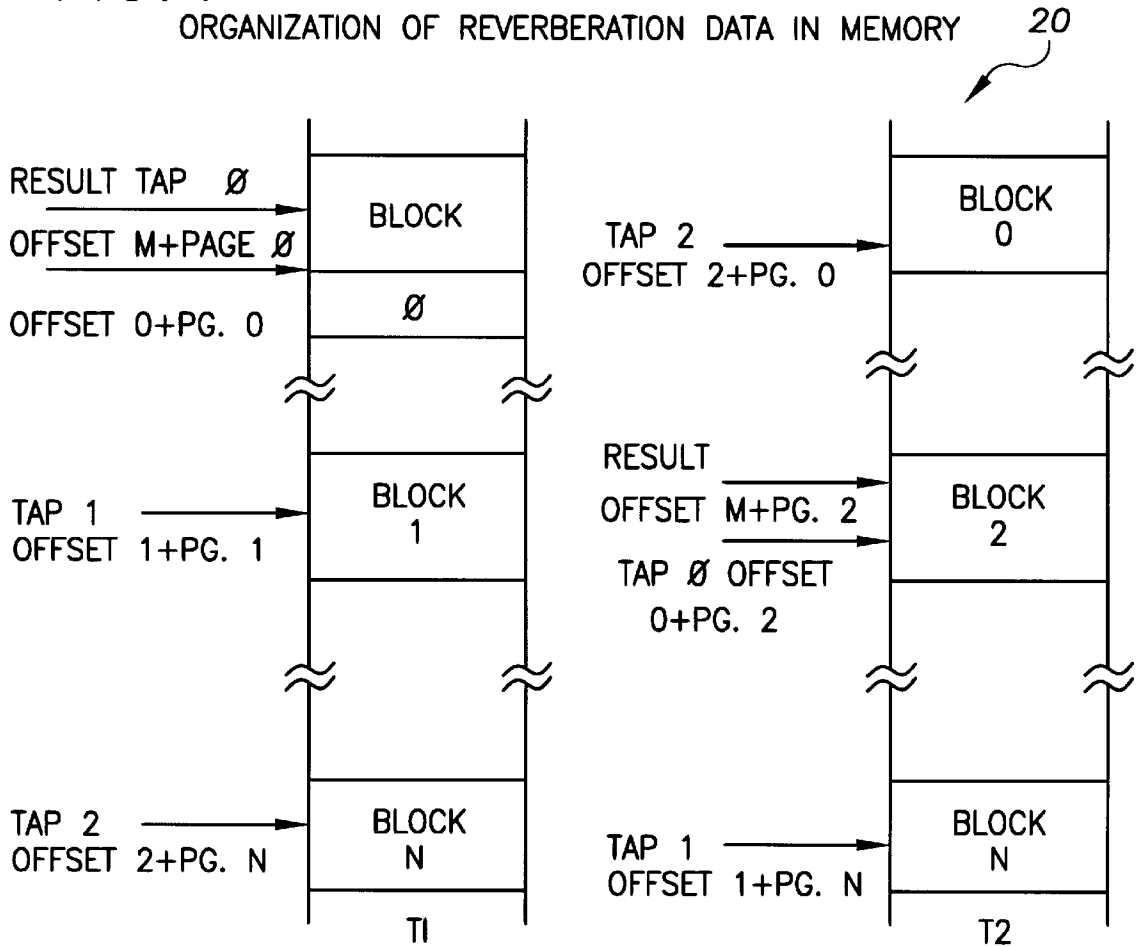 ORGANIZATION OF REVERBERATION DATA IN MEMORY
20
RESULT TAP Ø
OFFSET M+PAGE Ø
OFFSET 0+PG. 0
BLOCK
Ø
TAP 1
OFFSET 1+PG. 1
BLOCK
1
TAP 2
OFFSET 2+PG. N
BLOCK
N
T1
TAP 2
OFFSET 2+PG. 0
BLOCK
0
RESULT
OFFSET M+PG. 2
TAP Ø OFFSET
0+PG. 2
BLOCK
2
TAP 1
OFFSET 1+PG. N
BLOCK
N
T2